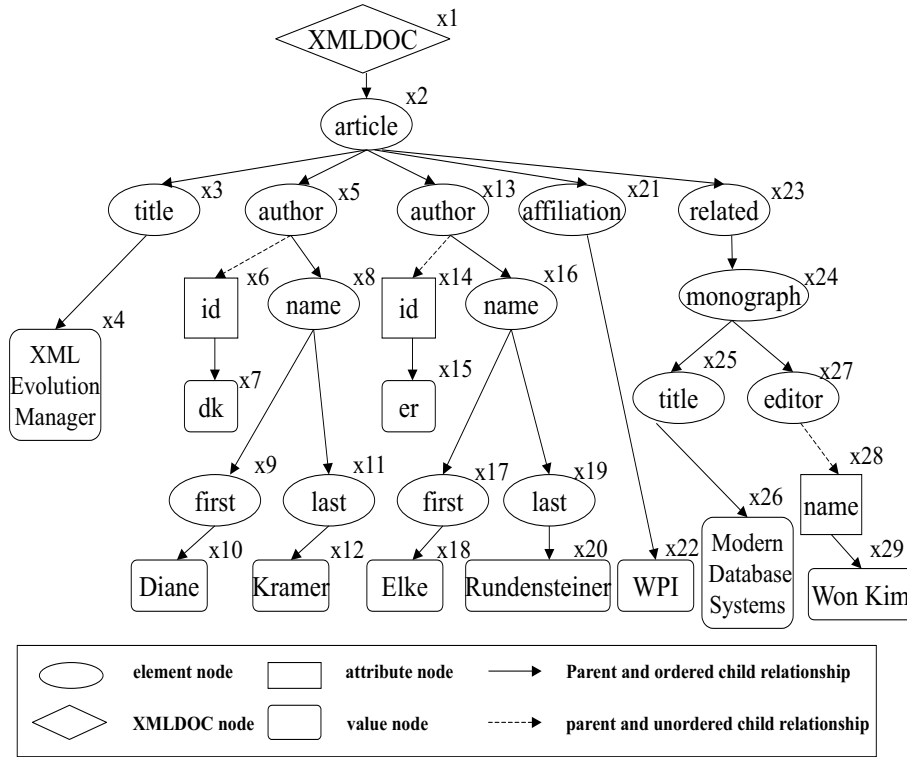 x1
XMLDOC
x2
article
x3
x5
x13
x21
x23
title
author
author
affiliation
related
x6
x8
x14
x16
x24
id
name
id
name
monograph
x4
XML
Evolution
Manager
x7
dk
x15
er
x25
x27
title
editor
x9
x11
x17
x19
x28
first
last
first
last
x26
name
x10
x12
x18
x20
x22
x29
Diane
Kramer
Elke
Rundensteiner
WPI
Modern
Database
Systems
Won Kim
element node
attribute node
Parent and ordered child relationship
XMLDOC node
value node
parent and unordered child relationship